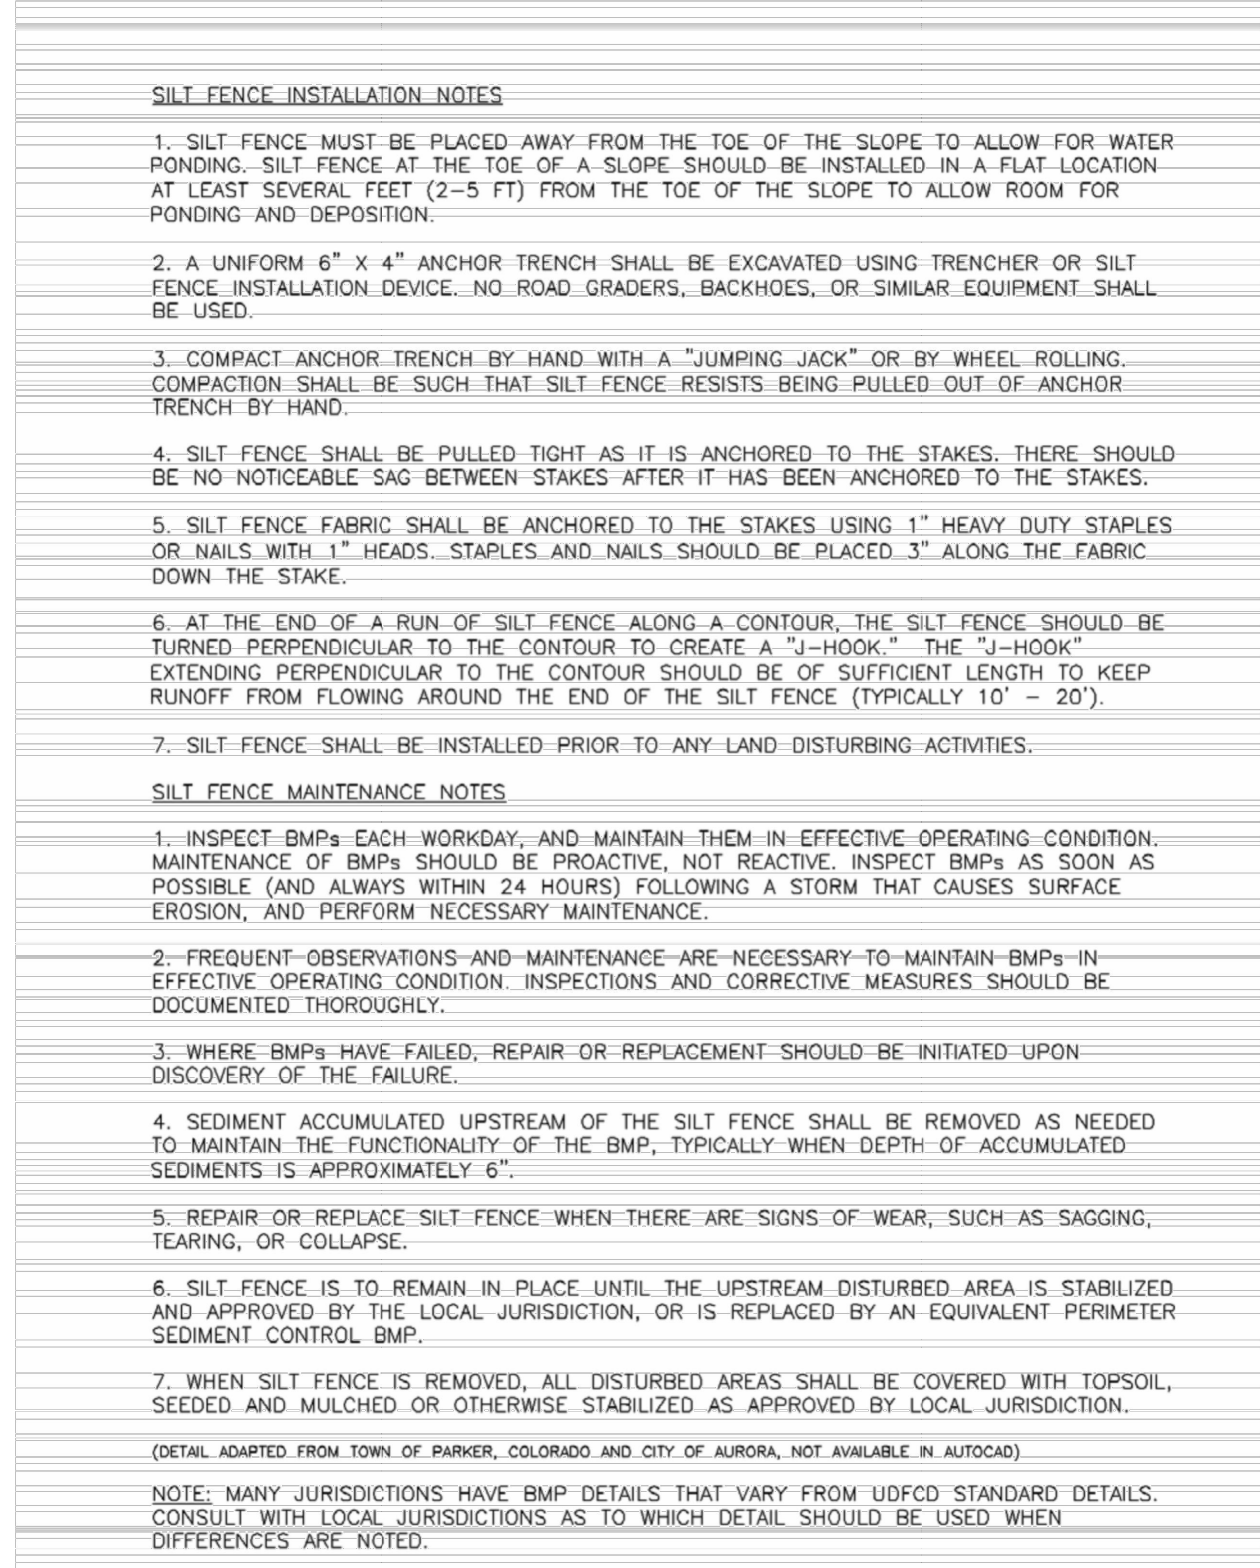 SILT FENCE INSTALLATION NOTES
1. SILT FENCE MUST BE PLACED AWAY FROM THE TOE OF THE SLOPE TO ALLOW FOR WATER
PONDING. SILT FENCE AT THE TOE OF A SLOPE SHOULD BE INSTALLED IN A FLAT LOCATION
AT LEAST SEVERAL FEET (2–5 FT) FROM THE TOE OF THE SLOPE TO ALLOW ROOM FOR
PONDING AND DEPOSITION.
2. A UNIFORM 6" X 4" ANCHOR TRENCH SHALL BE EXCAVATED USING TRENCHER OR SILT
FENCE INSTALLATION DEVICE. NO ROAD GRADERS, BACKHOES, OR SIMILAR EQUIPMENT SHALL
BE USED.
3. COMPACT ANCHOR TRENCH BY HAND WITH A "JUMPING JACK" OR BY WHEEL ROLLING.
COMPACTION SHALL BE SUCH THAT SILT FENCE RESISTS BEING PULLED OUT OF ANCHOR
TRENCH BY HAND.
4. SILT FENCE SHALL BE PULLED TIGHT AS IT IS ANCHORED TO THE STAKES. THERE SHOULD
BE NO NOTICEABLE SAG BETWEEN STAKES AFTER IT HAS BEEN ANCHORED TO THE STAKES.
5. SILT FENCE FABRIC SHALL BE ANCHORED TO THE STAKES USING 1" HEAVY DUTY STAPLES
OR NAILS WITH 1" HEADS. STAPLES AND NAILS SHOULD BE PLACED 3" ALONG THE FABRIC
DOWN THE STAKE.
6. AT THE END OF A RUN OF SILT FENCE ALONG A CONTOUR, THE SILT FENCE SHOULD BE
TURNED PERPENDICULAR TO THE CONTOUR TO CREATE A "J–HOOK." THE "J–HOOK"
EXTENDING PERPENDICULAR TO THE CONTOUR SHOULD BE OF SUFFICIENT LENGTH TO KEEP
RUNOFF FROM FLOWING AROUND THE END OF THE SILT FENCE (TYPICALLY 10' – 20').
7. SILT FENCE SHALL BE INSTALLED PRIOR TO ANY LAND DISTURBING ACTIVITIES.
SILT FENCE MAINTENANCE NOTES
1. INSPECT BMPs EACH WORKDAY, AND MAINTAIN THEM IN EFFECTIVE OPERATING CONDITION.
MAINTENANCE OF BMPs SHOULD BE PROACTIVE, NOT REACTIVE. INSPECT BMPs AS SOON AS
POSSIBLE (AND ALWAYS WITHIN 24 HOURS) FOLLOWING A STORM THAT CAUSES SURFACE
EROSION, AND PERFORM NECESSARY MAINTENANCE.
2. FREQUENT OBSERVATIONS AND MAINTENANCE ARE NECESSARY TO MAINTAIN BMPs IN
EFFECTIVE OPERATING CONDITION. INSPECTIONS AND CORRECTIVE MEASURES SHOULD BE
DOCUMENTED THOROUGHLY.
3. WHERE BMPs HAVE FAILED, REPAIR OR REPLACEMENT SHOULD BE INITIATED UPON
DISCOVERY OF THE FAILURE.
4. SEDIMENT ACCUMULATED UPSTREAM OF THE SILT FENCE SHALL BE REMOVED AS NEEDED
TO MAINTAIN THE FUNCTIONALITY OF THE BMP, TYPICALLY WHEN DEPTH OF ACCUMULATED
SEDIMENTS IS APPROXIMATELY 6".
5. REPAIR OR REPLACE SILT FENCE WHEN THERE ARE SIGNS OF WEAR, SUCH AS SAGGING,
TEARING, OR COLLAPSE.
6. SILT FENCE IS TO REMAIN IN PLACE UNTIL THE UPSTREAM DISTURBED AREA IS STABILIZED
AND APPROVED BY THE LOCAL JURISDICTION, OR IS REPLACED BY AN EQUIVALENT PERIMETER
SEDIMENT CONTROL BMP.
7. WHEN SILT FENCE IS REMOVED, ALL DISTURBED AREAS SHALL BE COVERED WITH TOPSOIL,
SEEDED AND MULCHED OR OTHERWISE STABILIZED AS APPROVED BY LOCAL JURISDICTION.
(DETAIL ADAPTED FROM TOWN OF PARKER, COLORADO AND CITY OF AURORA, NOT AVAILABLE IN AUTOCAD)
NOTE: MANY JURISDICTIONS HAVE BMP DETAILS THAT VARY FROM UDFCD STANDARD DETAILS.
CONSULT WITH LOCAL JURISDICTIONS AS TO WHICH DETAIL SHOULD BE USED WHEN
DIFFERENCES ARE NOTED.